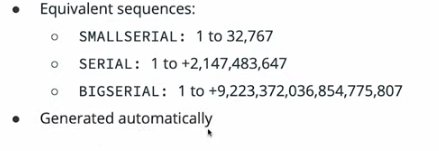 ● Equivalent sequences:
○ SMALLSERIAL: 1 to 32,767
○ SERIAL: 1 to +2,147,483,647
○ BIGSERIAL: 1 to +9,223,372,036,854,775,807
● Generated automatically